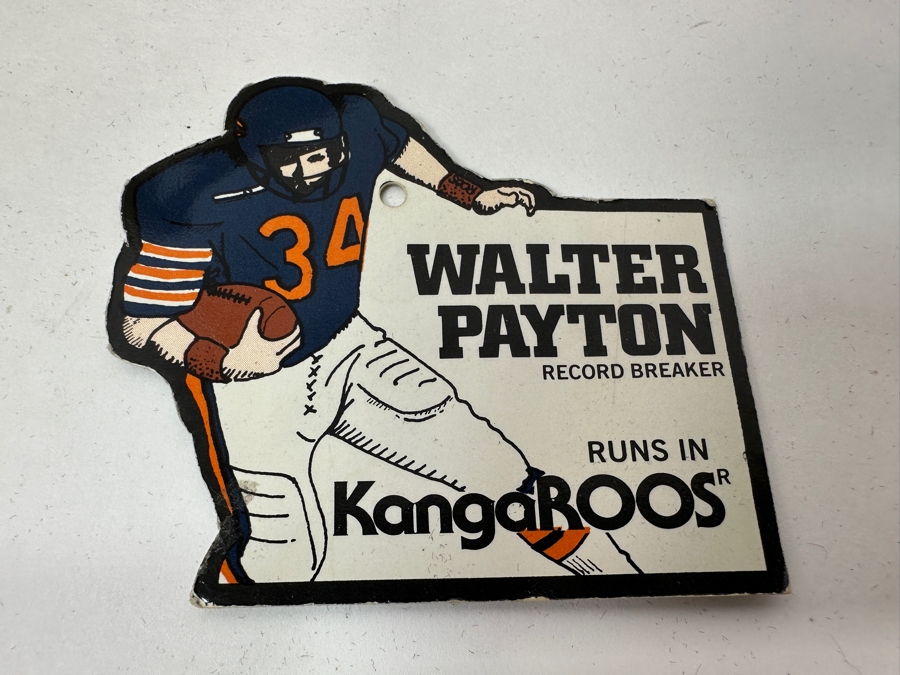 34
WALTER
PAYTON
RECORD BREAKER
RUNS IN
KangaROOS R